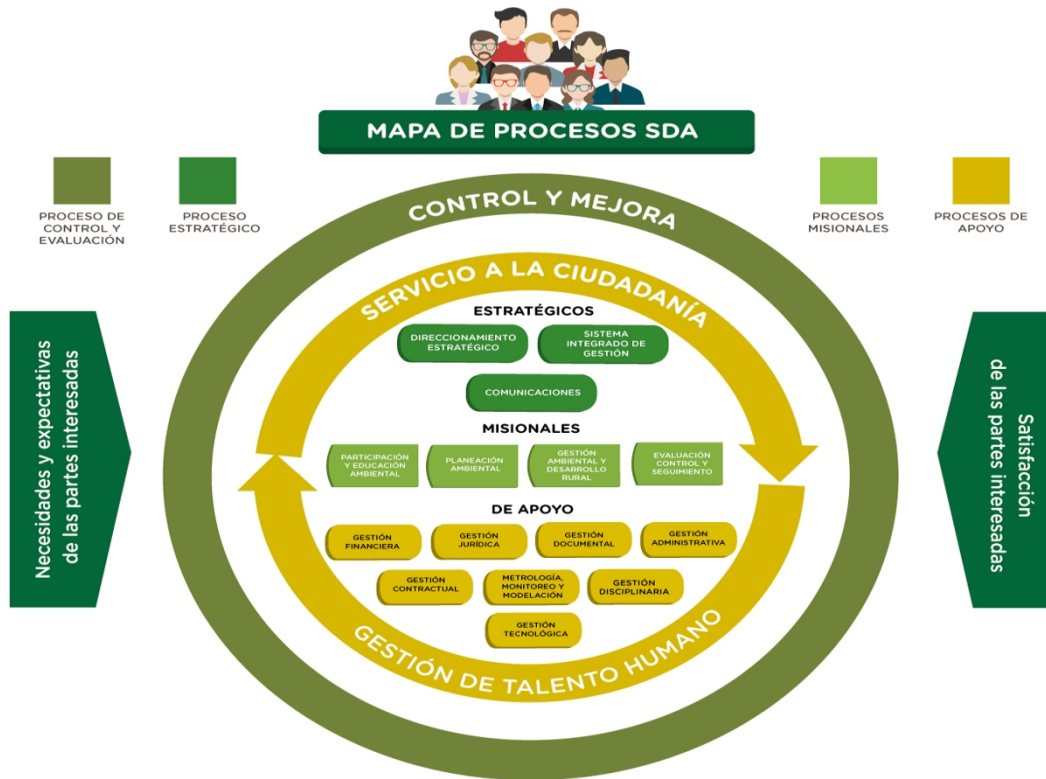 MAPA DE PROCESOS SDA
PROCESO DE
CONTROL Y
EVALUACIÓN
PROCESO
ESTRATÉGICO
PROCESOS
MISIONALES
PROCESOS DE
APOYO
CONTROL Y MEJORA
SERVICIO A LA CIUDADANÍA
Necesidades y expectativas
de las partes interesadas
ESTRATÉGICOS
DIRECCIONAMIENTO
ESTRATÉGICO
SISTEMA
INTEGRADO DE
GESTIÓN
COMUNICACIONES
MISIONALES
PARTICIPACIÓN
Y EDUCACIÓN
AMBIENTAL
PLANEACIÓN
AMBIENTAL
GESTIÓN
AMBIENTAL Y
DESARROLLO
RURAL
EVALUACIÓN
CONTROL Y
SEGUIMIENTO
DE APOYO
GESTIÓN
FINANCIERA
GESTIÓN
JURÍDICA
GESTIÓN
DOCUMENTAL
GESTIÓN
ADMINISTRATIVA
GESTIÓN
CONTRACTUAL
METROLOGÍA,
MONITOREO Y
MODELACIÓN
GESTIÓN
DISCIPLINARIA
GESTIÓN
TECNOLÓGICA
GESTIÓN DE TALENTO HUMANO
Satisfacción
de las partes interesadas